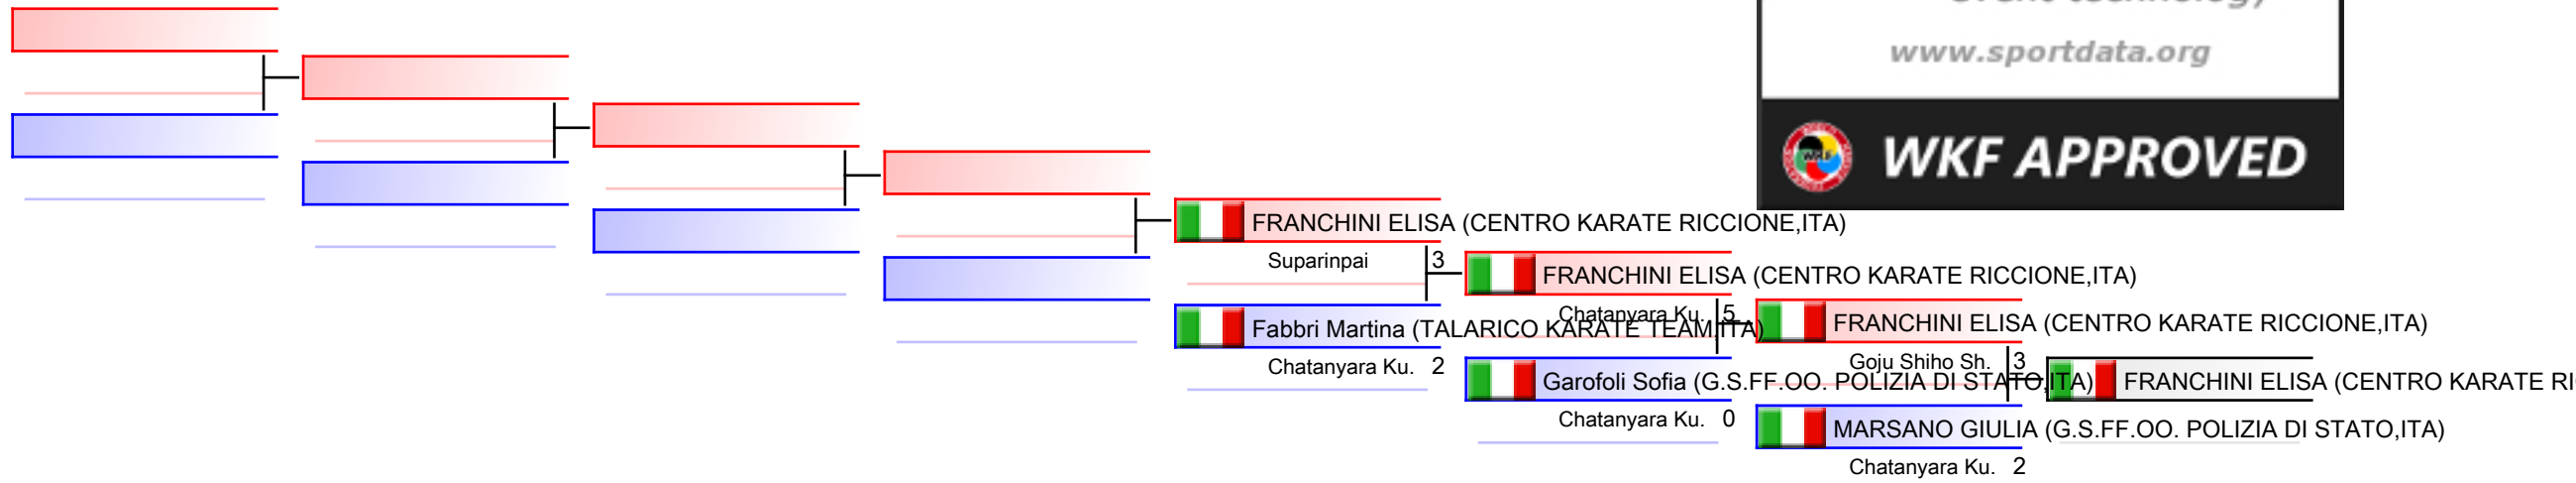 event technology
www.sportdata.org
WKF APPROVED
FRANCHINI ELISA (CENTRO KARATE RICCIONE,ITA)
Suparinpai 3
Fabbri Martina (TALARICO KARATE TEAM,ITA)
Chatanyara Ku. 2
FRANCHINI ELISA (CENTRO KARATE RICCIONE,ITA)
Chatanyara Ku. 5
Garofoli Sofia (G.S.FF.OO. POLIZIA DI STATO,ITA)
Chatanyara Ku. 0
FRANCHINI ELISA (CENTRO KARATE RICCIONE,ITA)
Goju Shiho Sh. 3
MARSANO GIULIA (G.S.FF.OO. POLIZIA DI STATO,ITA)
Chatanyara Ku. 2
FRANCHINI ELISA (CENTRO KARATE RI